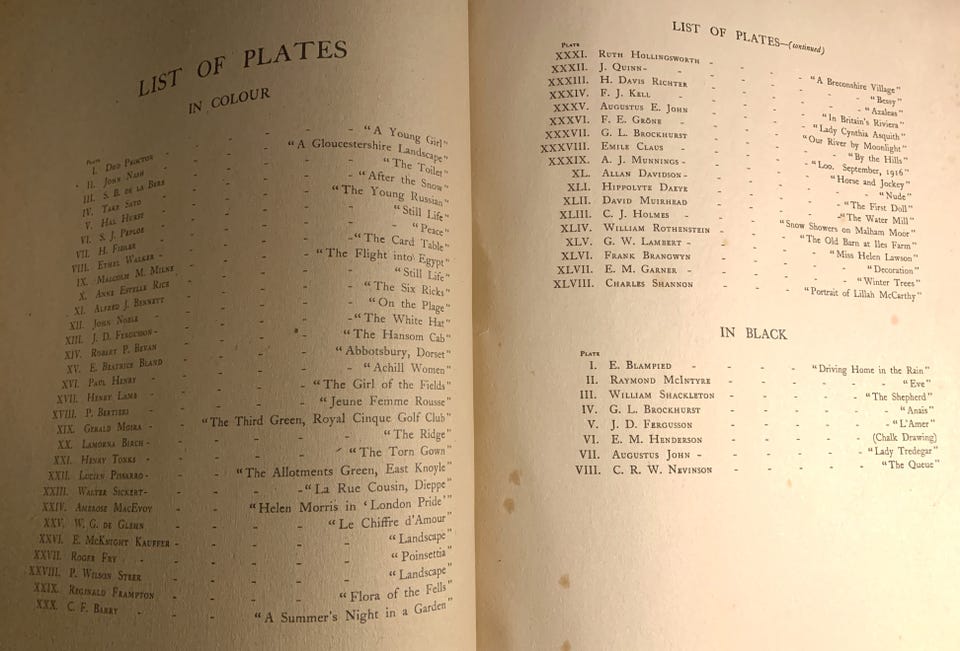 LIST OF PLATES
IN COLOUR
PLATE
I. DOD PROCTOR - - - - "A Young Girl"
II. JOHN NASH - - - "A Gloucestershire Landscape"
III. S. B. DE LA BERE - - - - "The Toilet"
IV. TAKE SATO - - - - "After the Snow"
V. HAL HURST - - - - "The Young Russian"
VI. S. J. PEPLOE - - - - "Still Life"
VII. H. FIDLER - - - - "Peace"
VIII. ETHEL WALKER - - - - "The Card Table"
IX. MALCOLM M. MILNE - - - "The Flight into Egypt"
X. ANNE ESTELLE RICE - - - - "Still Life"
XI. ALFRED J. BENNETT - - - - "The Six Ricks"
XII. JOHN NOBLE - - - - "On the Plage"
XIII. J. D. FERGUSSON - - - - "The White Hat"
XIV. ROBERT P. BEVAN - - - - "The Hansom Cab"
XV. E. BEATRICE BLAND - - - - "Abbotsbury, Dorset"
XVI. PAUL HENRY - - - - "Achill Women"
XVII. HENRY LAMB - - - - "The Girl of the Fields"
XVIII. P. BERTIERI - - - - "Jeune Femme Rousse"
XIX. GERALD MOIRA - - "The Third Green, Royal Cinque Golf Club"
XX. LAMORNA BIRCH - - - - "The Ridge"
XXI. HENRY TONKS - - - - "The Torn Gown"
XXII. LUCIEN PISSARRO - - - "The Allotments Green, East Knoyle"
XXIII. WALTER SICKERT - - - - "La Rue Cousin, Dieppe"
XXIV. AMBROSE MACEVOY - - - "Helen Morris in 'London Pride'"
XXV. W. G. DE GLEHN - - - - "Le Chiffre d'Amour"
XXVI. E. MCKNIGHT KAUFFER - - - - "Landscape"
XXVII. ROGER FRY - - - - "Poinsettia"
XXVIII. P. WILSON STEER - - - - "Landscape"
XXIX. REGINALD FRAMPTON - - - - "Flora of the Fells"
XXX. C. F. BARRY - - - "A Summer's Night in a Garden"
LIST OF PLATES—(continued)
PLATE
XXXI. RUTH HOLLINGSWORTH - - - - "A Breconshire Village"
XXXII. J. QUINN - - - - "Bessy"
XXXIII. H. DAVIS RICHTER - - - - "Azaleas"
XXXIV. F. J. KELL - - - - "In Britain's Riviera"
XXXV. AUGUSTUS E. JOHN - - - - "Lady Cynthia Asquith"
XXXVI. F. E. GRÖNE - - - - "Our River by Moonlight"
XXXVII. G. L. BROCKHURST - - - - "By the Hills"
XXXVIII. EMILE CLAUS - - - - "Loo. September, 1916"
XXXIX. A. J. MUNNINGS - - - - "Horse and Jockey"
XL. ALLAN DAVIDSON - - - - "Nude"
XLI. HIPPOLYTE DAEYE - - - - "The First Doll"
XLII. DAVID MUIRHEAD - - - - "The Water Mill"
XLIII. C. J. HOLMES - - - "Snow Showers on Malham Moor"
XLIV. WILLIAM ROTHENSTEIN - - - - "The Old Barn at Iles Farm"
XLV. G. W. LAMBERT - - - - "Miss Helen Lawson"
XLVI. FRANK BRANGWYN - - - - "Decoration"
XLVII. E. M. GARNER - - - - "Winter Trees"
XLVIII. CHARLES SHANNON - - - - "Portrait of Lillah McCarthy"
IN BLACK
PLATE
I. E. BLAMPIED - - - "Driving Home in the Rain"
II. RAYMOND MCINTYRE - - - - - "Eve"
III. WILLIAM SHACKLETON - - - - - "The Shepherd"
IV. G. L. BROCKHURST - - - - - "Anais"
V. J. D. FERGUSSON - - - - - "L'Amer"
VI. E. M. HENDERSON - - - - - (Chalk Drawing)
VII. AUGUSTUS JOHN - - - - - "Lady Tredegar"
VIII. C. R. W. NEVINSON - - - - - "The Queue"